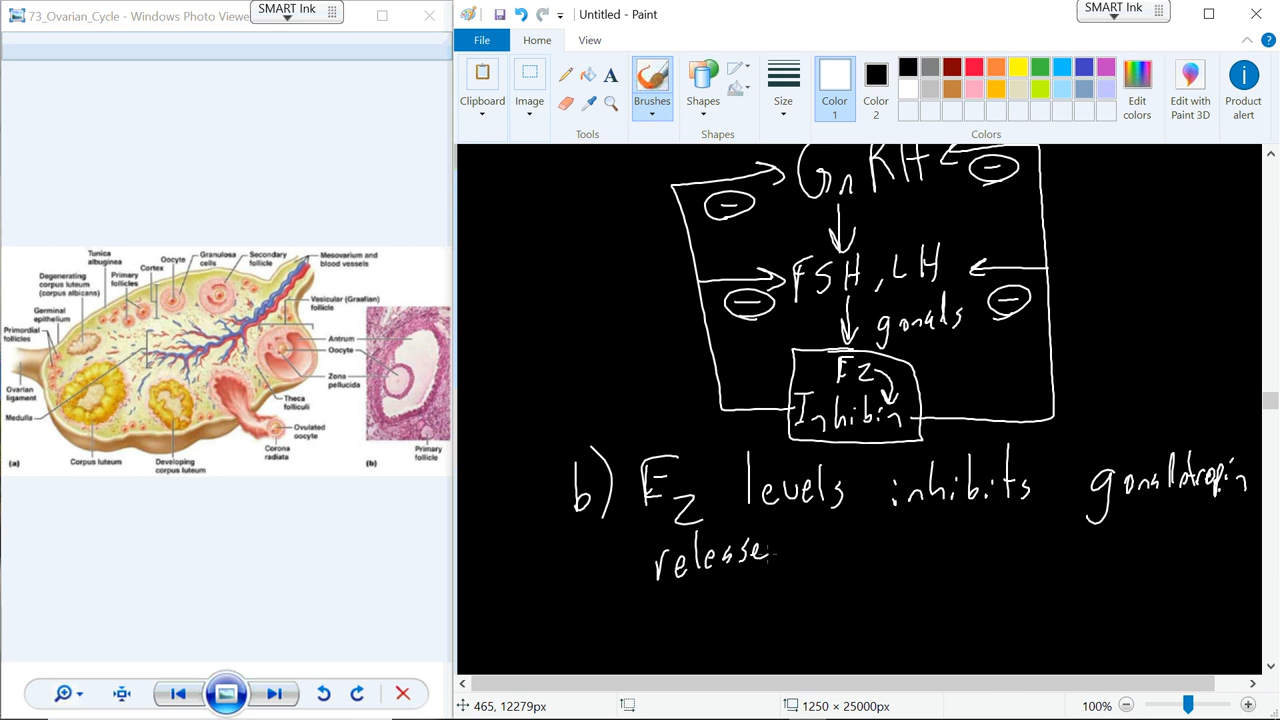 73_Ovarian_Cycle - Windows Photo Viewe
SMART Ink
Untitled - Paint
SMART Ink
File
Home
View
Clipboard
Image
Tools
Brushes
Shapes
Shapes
Size
Color
1
Color
2
Edit
colors
Colors
Edit with
Paint 3D
Product
alert
Tunica
albuginea
Degenerating
corpus luteum
(corpus albicans)
Germinal
epithelium
Primordial
follicles
Primary
follicles
Cortex
Oocyte
Granulosa
cells
Secondary
follicle
Mesovarium and
blood vessels
Vesicular (Graafian)
follicle
Antrum
Oocyte
Zona
pellucida
Theca
folliculi
Ovulated
oocyte
Corona
radiata
Ovarian
ligament
Medulla
Corpus luteum
Developing
corpus luteum
Primary
follicle
(a)
(b)
GnRH
FSH, LH
gonads
E2
Inhibin
b) E2 levels inhibits gonadotropin
release
465, 12279px
1250 × 25000px
100%